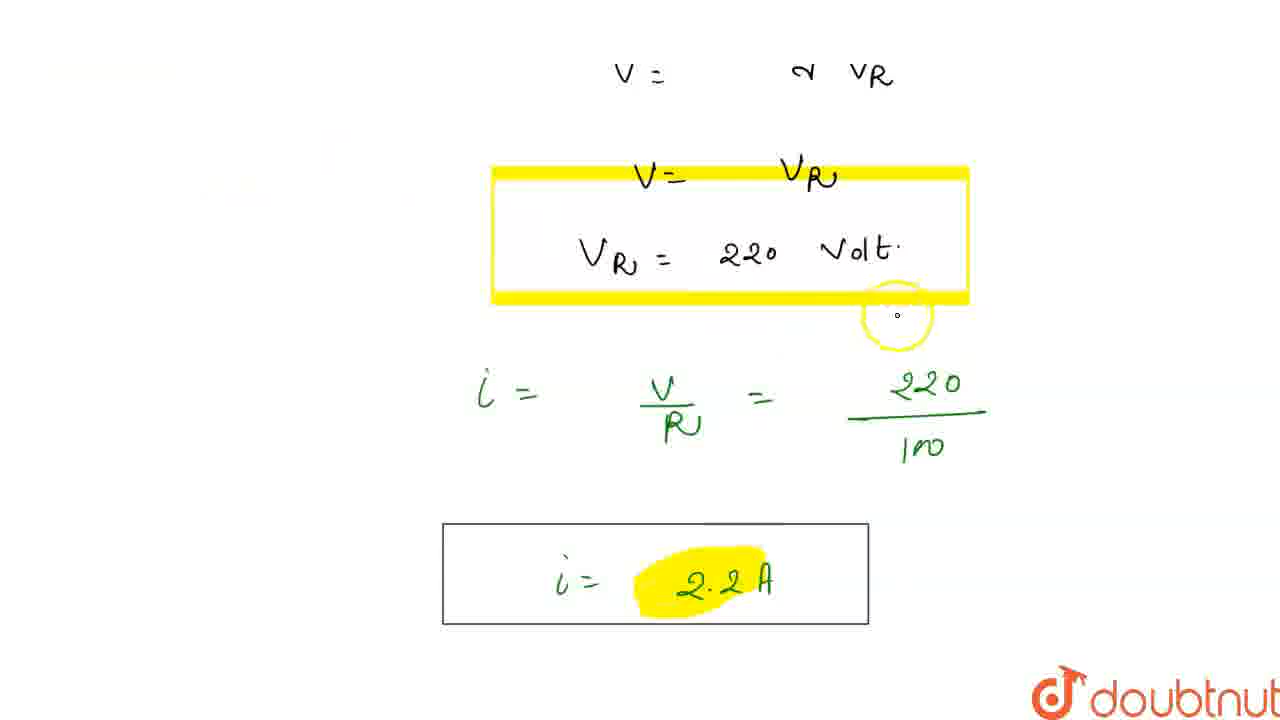 V = VR
V = VR
VR = 220 Volt.
i = V/R = 220/100
i = 2.2 A
doubtnut